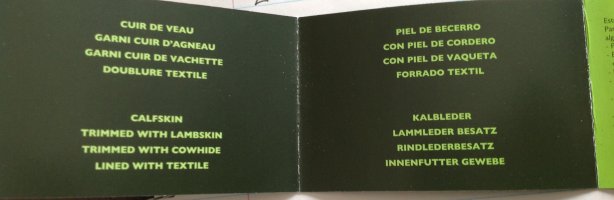 CUIR DE VEAU
GARNI CUIR D'AGNEAU
GARNI CUIR DE VACHETTE
DOUBLURE TEXTILE
CALFSKIN
TRIMMED WITH LAMBSKIN
TRIMMED WITH COWHIDE
LINED WITH TEXTILE
PIEL DE BECERRO
CON PIEL DE CORDERO
CON PIEL DE VAQUETA
FORRADO TEXTIL
KALBLEDER
LAMMLEDER BESATZ
RINDLEDERBESATZ
INNENFUTTER GEWEBE